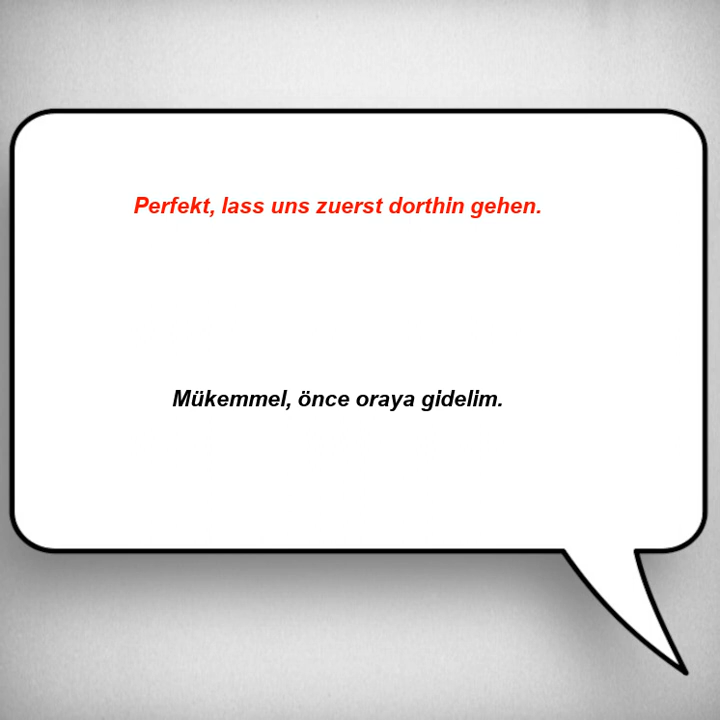 Perfekt, lass uns zuerst dorthin gehen.
Mükemmel, önce oraya gidelim.